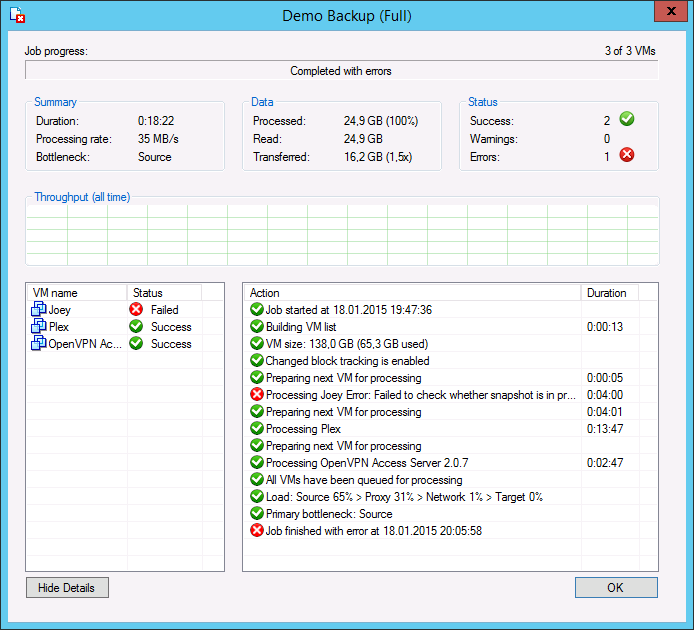 Demo Backup (Full)
x
Job progress: 3 of 3 VMs
Completed with errors
Summary
Duration: 0:18:22
Processing rate: 35 MB/s
Bottleneck: Source
Data
Processed: 24,9 GB (100%)
Read: 24,9 GB
Transferred: 16,2 GB (1,5x)
Status
Success: 2
Warnings: 0
Errors: 1
Throughput (all time)
VM name Status
Joey Failed
Plex Success
OpenVPN Ac... Success
Action Duration
Job started at 18.01.2015 19:47:36
Building VM list 0:00:13
VM size: 138,0 GB (65,3 GB used)
Changed block tracking is enabled
Preparing next VM for processing 0:00:05
Processing Joey Error: Failed to check whether snapshot is in pr... 0:04:00
Preparing next VM for processing 0:04:01
Processing Plex 0:13:47
Preparing next VM for processing
Processing OpenVPN Access Server 2.0.7 0:02:47
All VMs have been queued for processing
Load: Source 65% > Proxy 31% > Network 1% > Target 0%
Primary bottleneck: Source
Job finished with error at 18.01.2015 20:05:58
Hide Details
OK